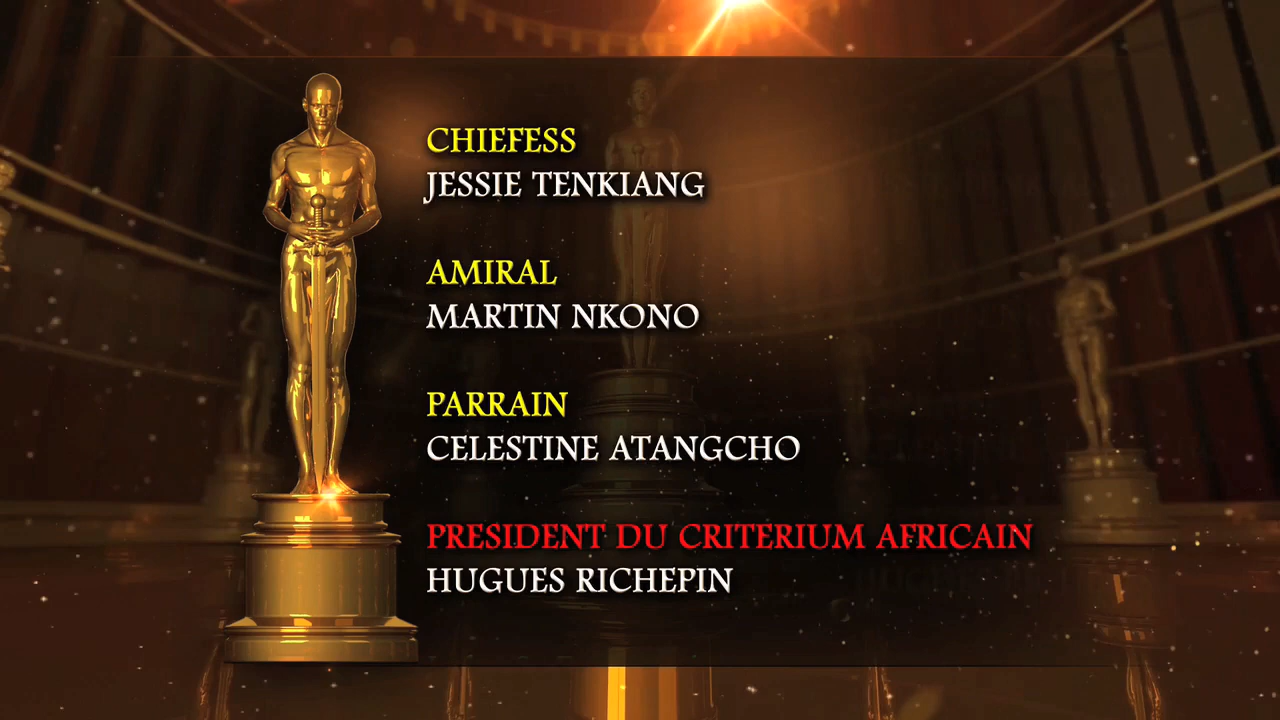 CHIEFESS
JESSIE TENKIANG
AMIRAL
MARTIN NKONO
PARRAIN
CELESTINE ATANGCHO
PRESIDENT DU CRITERIUM AFRICAIN
HUGUES RICHEPIN